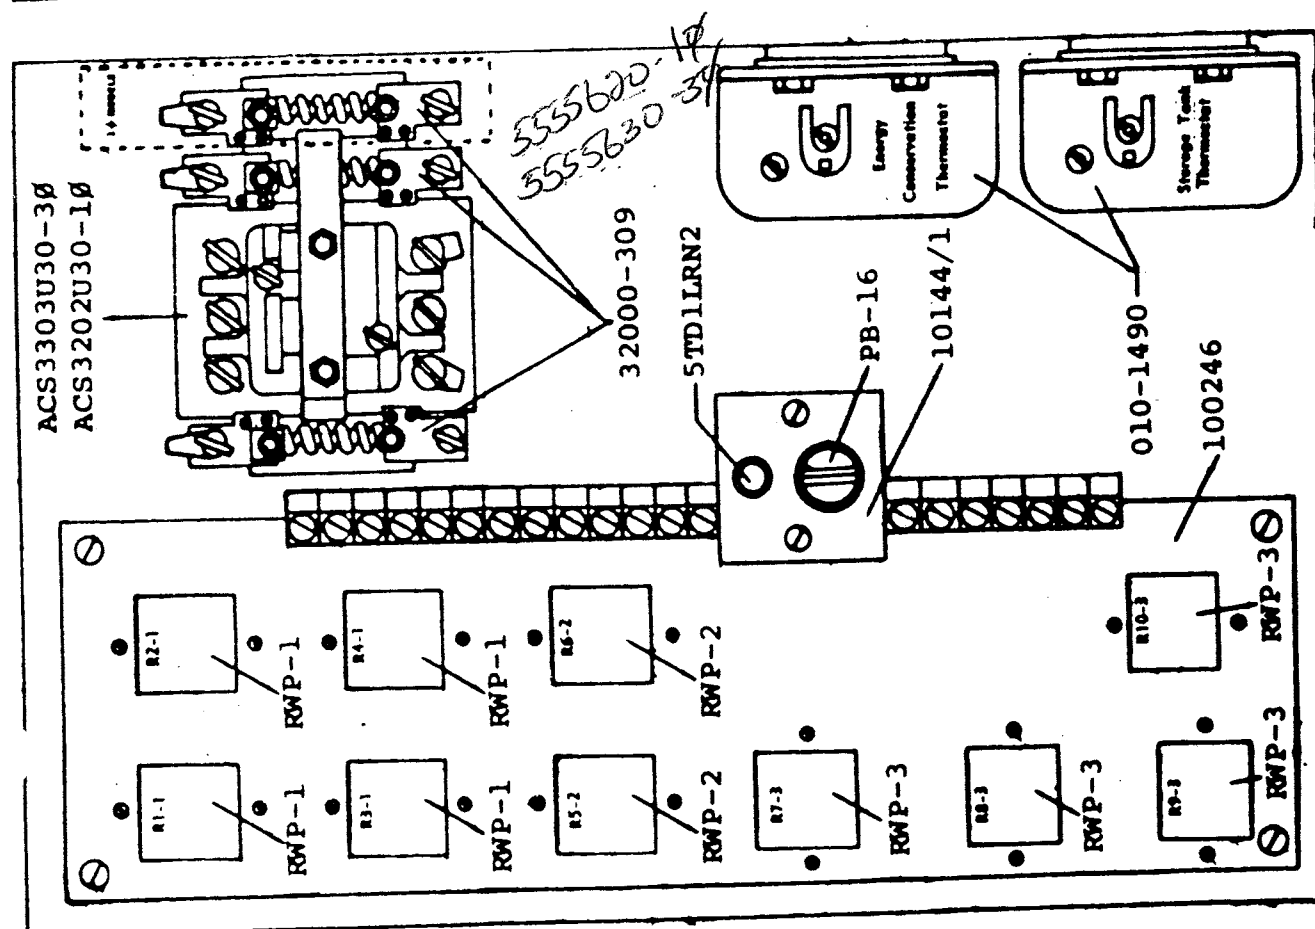 ACS3303U30-3Ø
ACS3202U30-1Ø
5555620-1Ø
5555630-3Ø
32000-309
Energy
Conservation
Thermostat
Storage Tank
Thermostat
010-1490
5TD1LRN2
PB-16
10144/1
100246
R2-1
RWP-1
R4-1
RWP-1
R6-2
RWP-2
R10-3
RWP-3
R1-1
RWP-1
R3-1
RWP-1
R5-2
RWP-2
R7-3
RWP-3
R8-3
RWP-3
R9-3
RWP-3